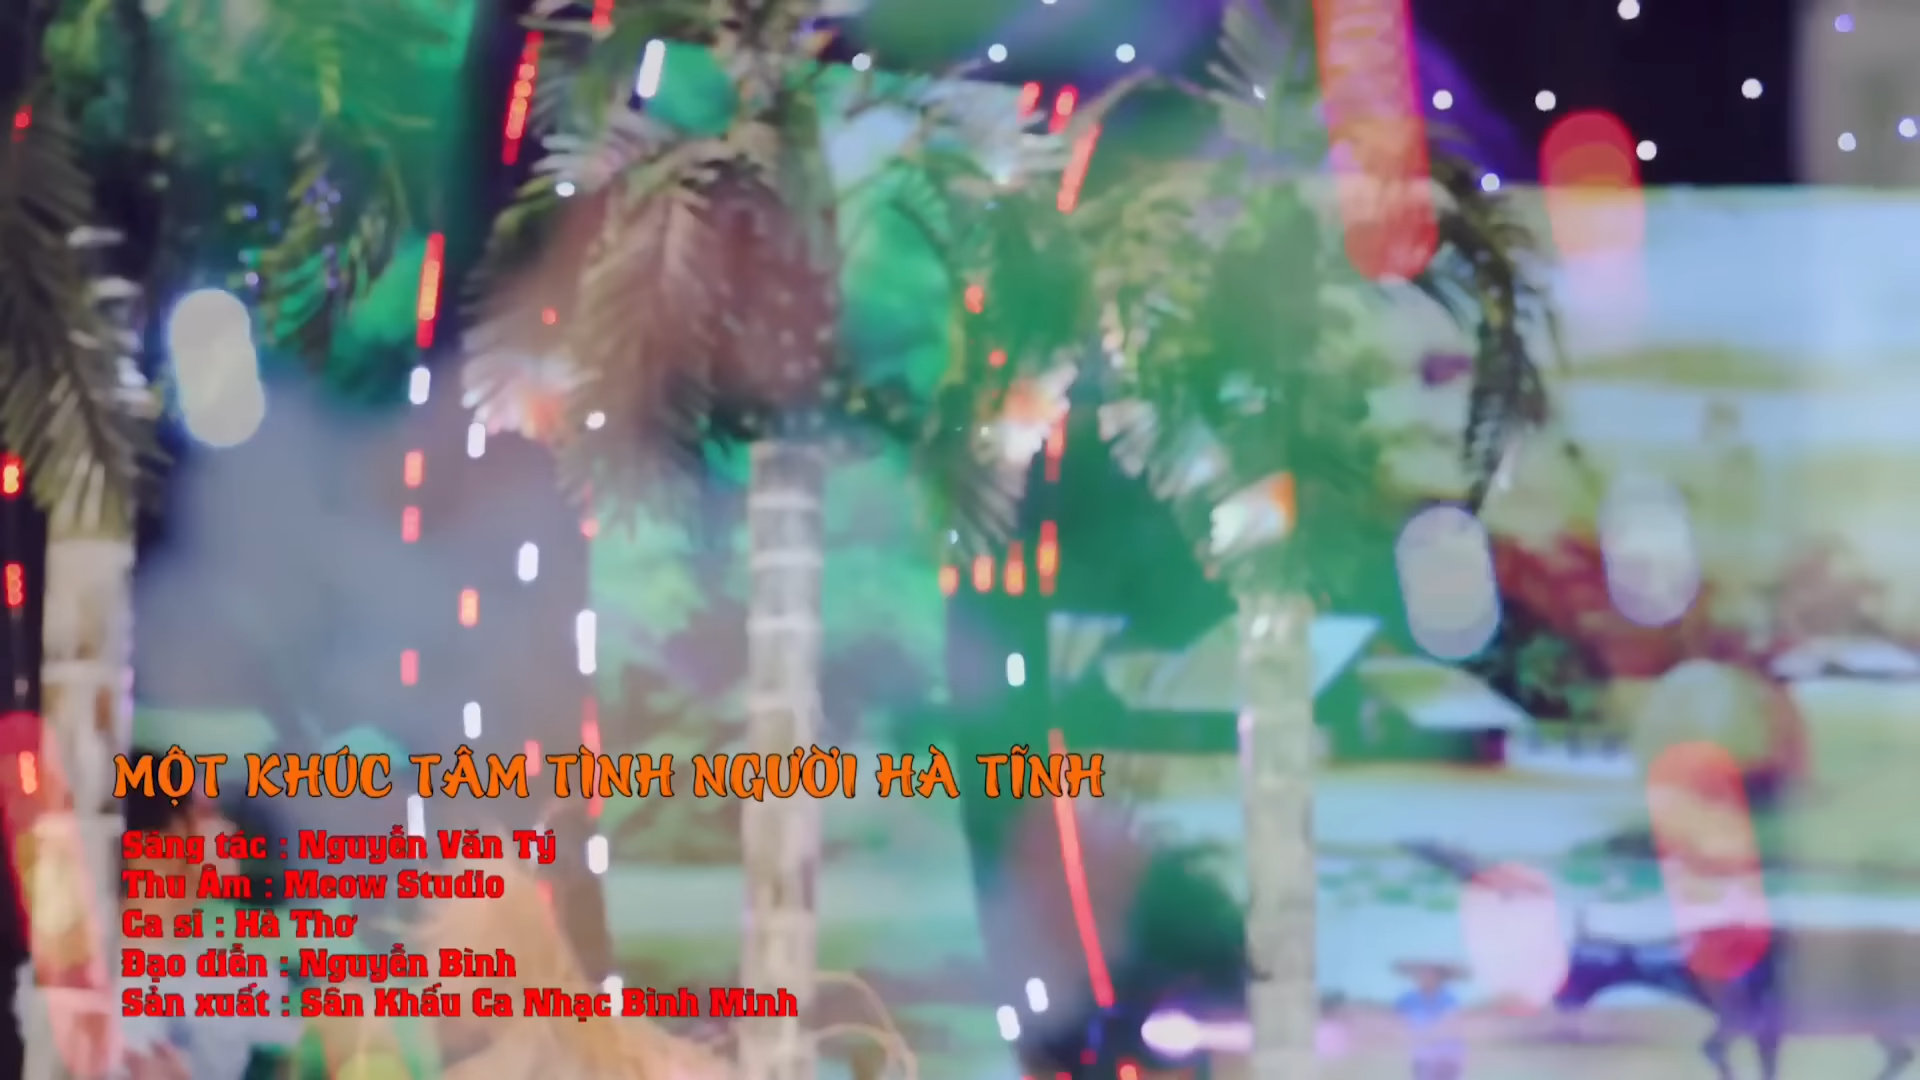 MỘT KHÚC TÂM TÌNH NGƯỜI HÀ TĨNH
Sáng tác : Nguyễn Văn Tý
Thu Âm : Meow Studio
Ca sĩ : Hà Thơ
Đạo diễn : Nguyễn Bình
Sản xuất : Sân Khấu Ca Nhạc Bình Minh